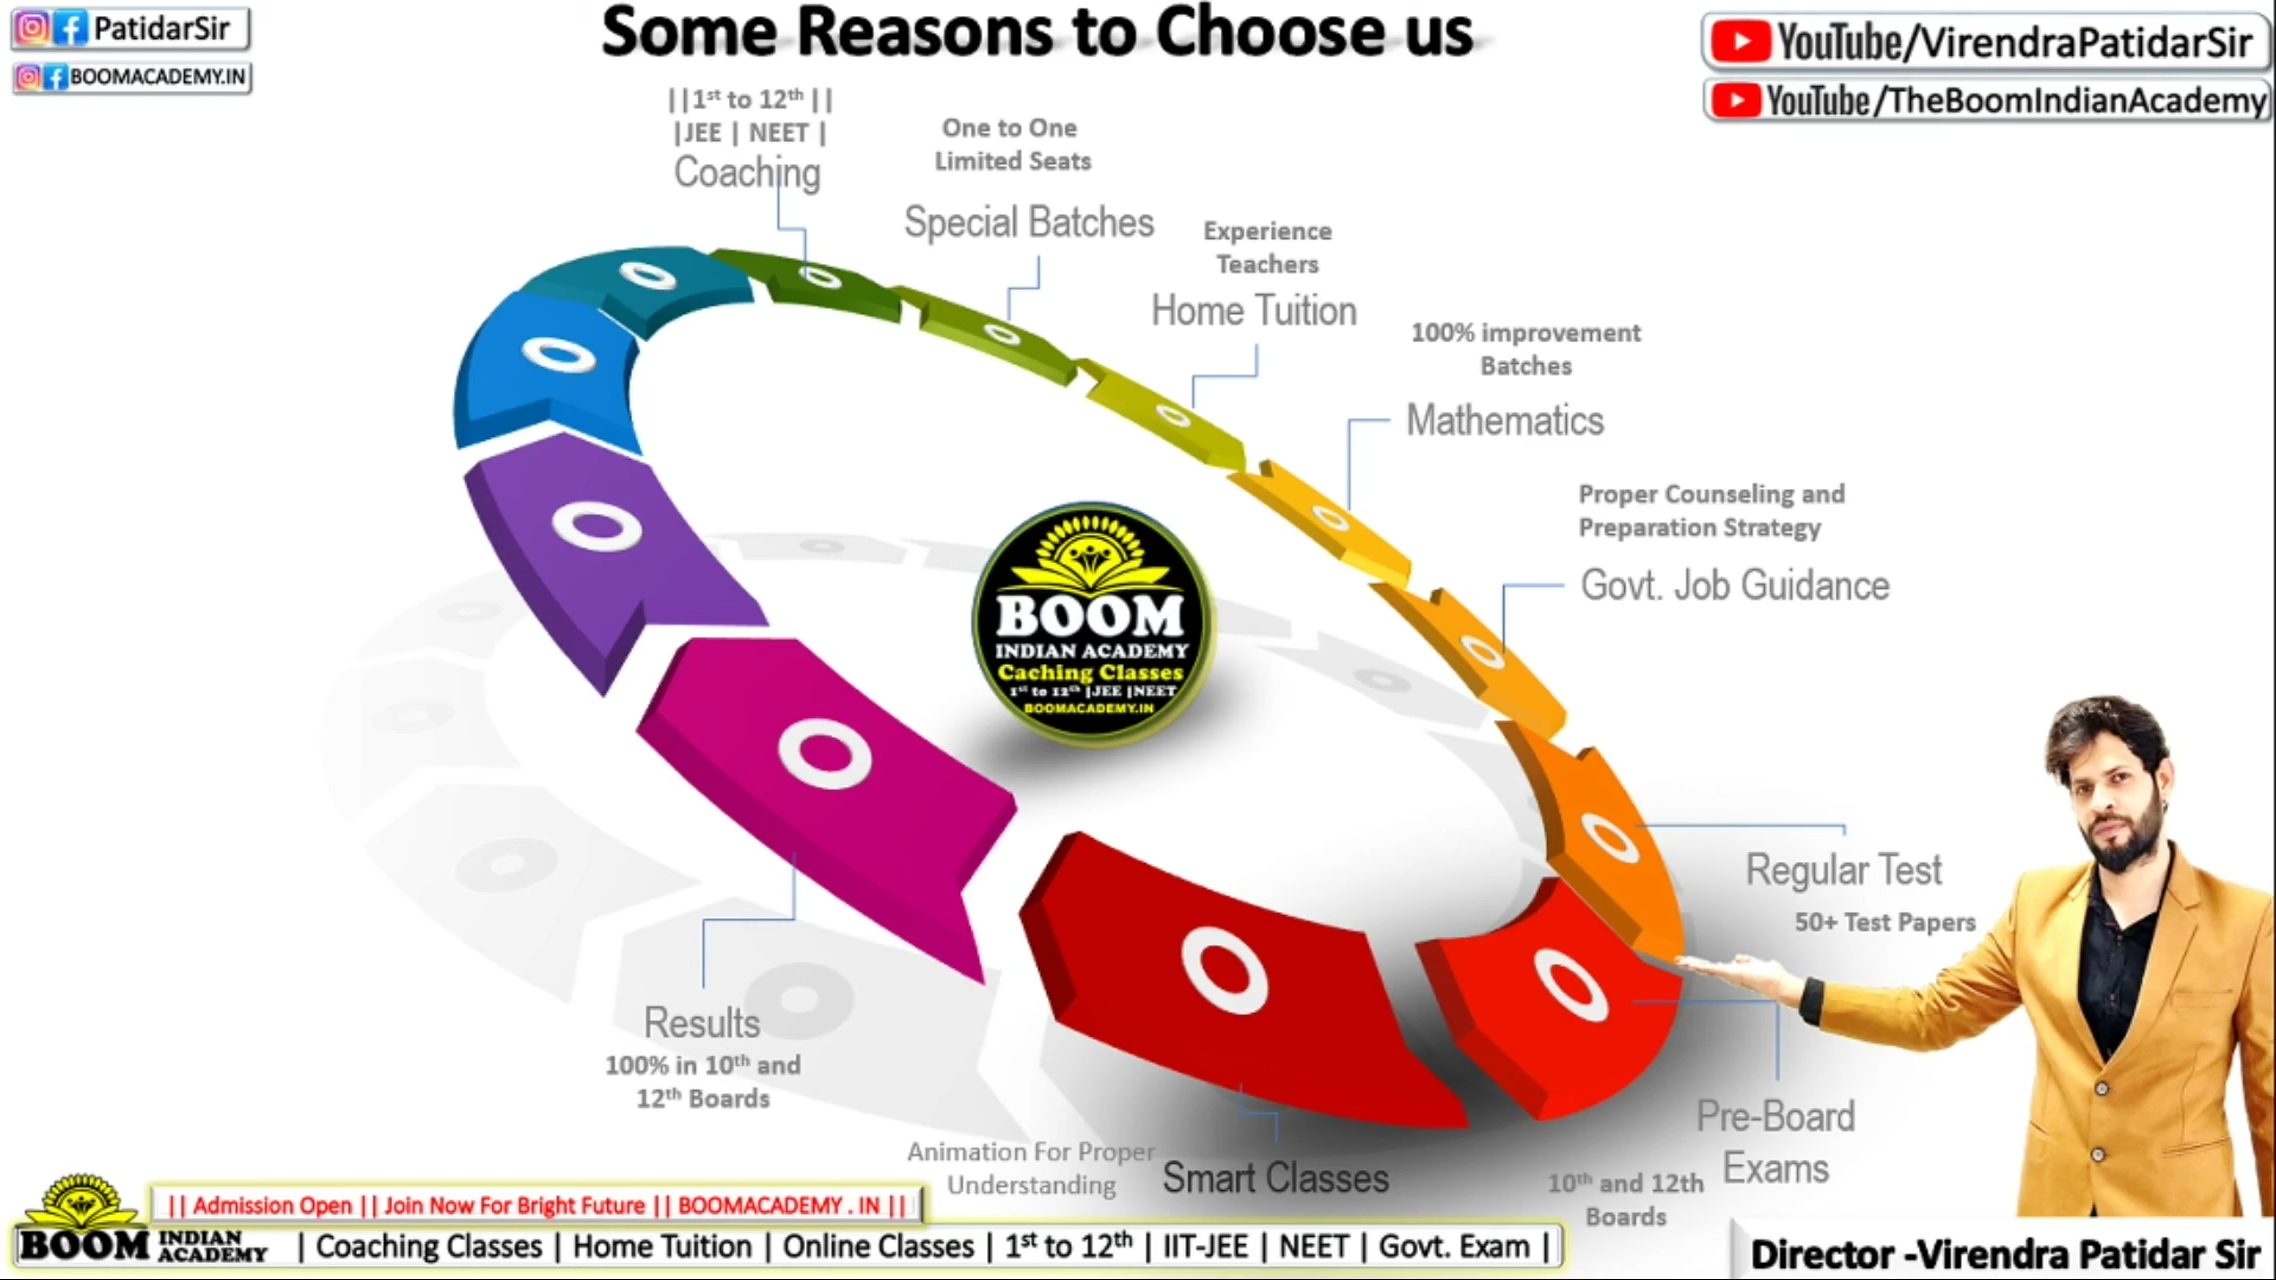 PatidarSir
BOOMACADEMY.IN
Some Reasons to Choose us
YouTube/VirendraPatidarSir
YouTube/TheBoomIndianAcademy
||1st to 12th ||
|JEE | NEET |
Coaching
One to One
Limited Seats
Special Batches
Experience
Teachers
Home Tuition
100% improvement
Batches
Mathematics
Proper Counseling and
Preparation Strategy
Govt. Job Guidance
BOOM
INDIAN ACADEMY
Caching Classes
1st to 12th |JEE |NEET
BOOMACADEMY.IN
Regular Test
50+ Test Papers
Results
100% in 10th and
12th Boards
Pre-Board
Exams
10th and 12th
Boards
Animation For Proper
Understanding
Smart Classes
|| Admission Open || Join Now For Bright Future || BOOMACADEMY . IN ||
BOOM INDIAN
ACADEMY
| Coaching Classes | Home Tuition | Online Classes | 1st to 12th | IIT-JEE | NEET | Govt. Exam |
Director -Virendra Patidar Sir